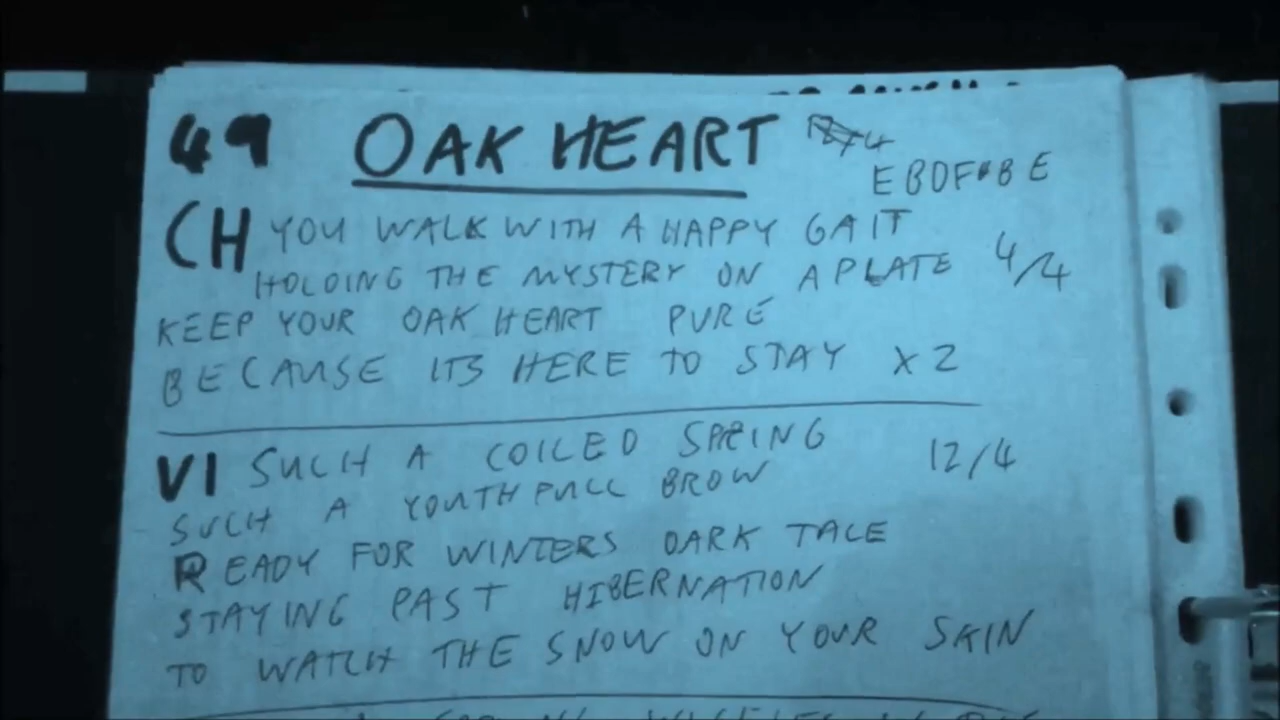 49 OAK HEART
EBDF#BE
CH YOU WALK WITH A HAPPY GAIT
HOLDING THE MYSTERY ON A PLATE 4/4
KEEP YOUR OAK HEART PURE
BECAUSE ITS HERE TO STAY X2
V1 SUCH A COILED SPRING 12/4
SUCH A YOUTHFULL BROW
READY FOR WINTERS DARK TALE
STAYING PAST HIBERNATION
TO WATCH THE SNOW ON YOUR SKIN